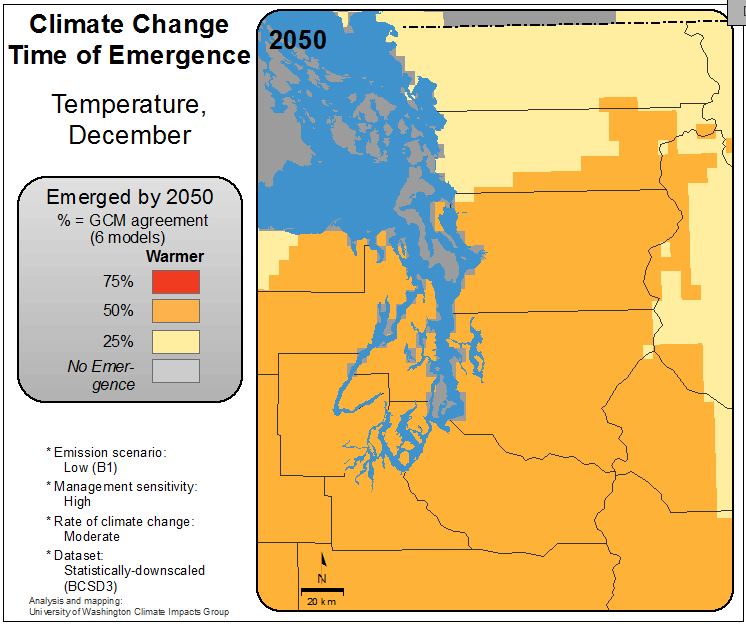 Climate Change
Time of Emergence
Temperature,
December
Emerged by 2050
% = GCM agreement
(6 models)
Warmer
75%
50%
25%
No Emer-
gence
* Emission scenario:
Low (B1)
* Management sensitivity:
High
* Rate of climate change:
Moderate
* Dataset:
Statistically-downscaled
(BCSD3)
Analysis and mapping:
University of Washington Climate Impacts Group
2050
N
20 km